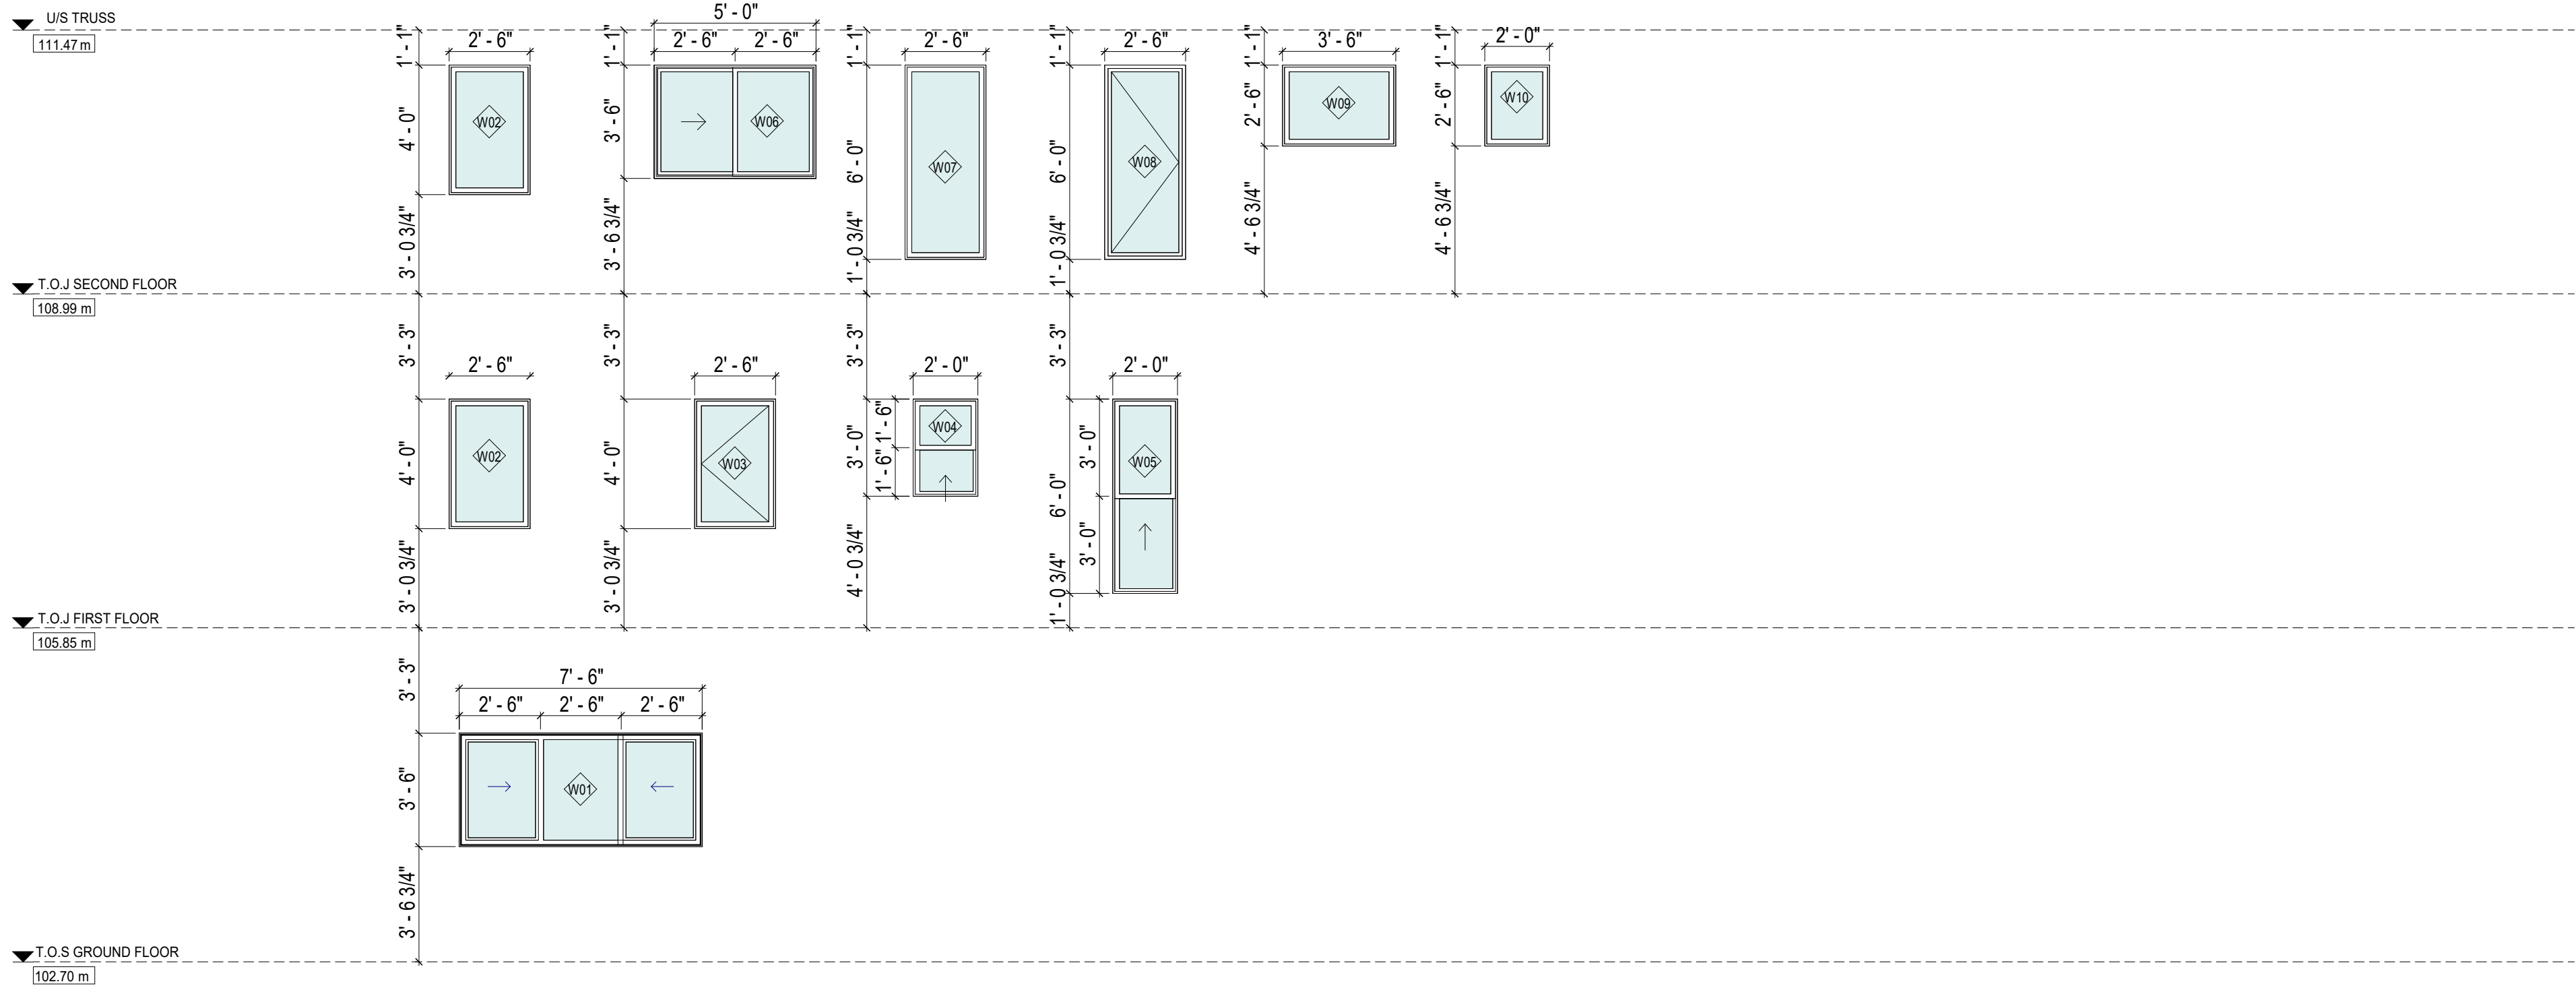 U/S TRUSS
111.47 m
1' - 1"
4' - 0"
3' - 0 3/4"
2' - 6"
W02
1' - 1"
3' - 6"
3' - 6 3/4"
5' - 0"
2' - 6" 2' - 6"
W06
1' - 1"
6' - 0"
1' - 0 3/4"
2' - 6"
W07
1' - 1"
6' - 0"
1' - 0 3/4"
2' - 6"
W08
1' - 1"
2' - 6"
4' - 6 3/4"
3' - 6"
W09
1' - 1"
2' - 6"
4' - 6 3/4"
2' - 0"
W10
T.O.J SECOND FLOOR
108.99 m
3' - 3"
4' - 0"
3' - 0 3/4"
2' - 6"
W02
3' - 3"
4' - 0"
3' - 0 3/4"
2' - 6"
W03
3' - 3"
3' - 0"
4' - 0 3/4"
1' - 6"
1' - 6"
2' - 0"
W04
3' - 3"
6' - 0"
1' - 0 3/4"
3' - 0"
3' - 0"
2' - 0"
W05
T.O.J FIRST FLOOR
105.85 m
3' - 3"
3' - 6"
3' - 6 3/4"
7' - 6"
2' - 6" 2' - 6" 2' - 6"
W01
T.O.S GROUND FLOOR
102.70 m